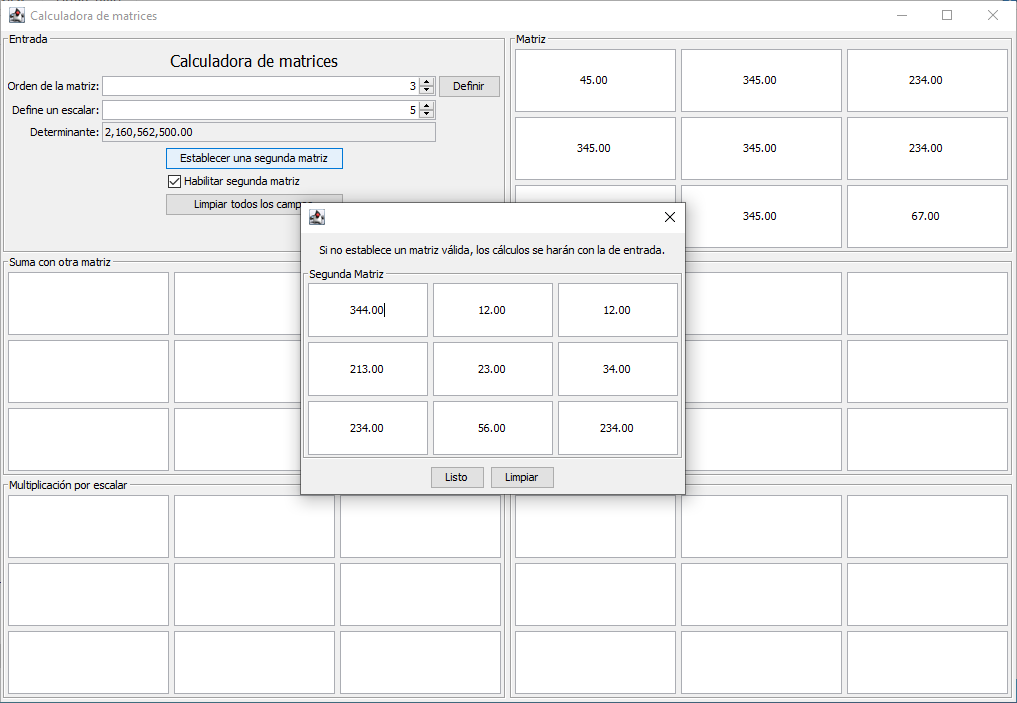 Calculadora de matrices
Entrada
Calculadora de matrices
Orden de la matriz: 3 Definir
Define un escalar: 5
Determinante: 2,160,562,500.00
Establecer una segunda matriz
Habilitar segunda matriz
Limpiar todos los camp
Matriz
45.00 345.00 234.00
345.00 345.00 234.00
345.00 67.00
Si no establece un matriz válida, los cálculos se harán con la de entrada.
Segunda Matriz
344.00 12.00 12.00
213.00 23.00 34.00
234.00 56.00 234.00
Listo Limpiar
Suma con otra matriz
Multiplicación por escalar